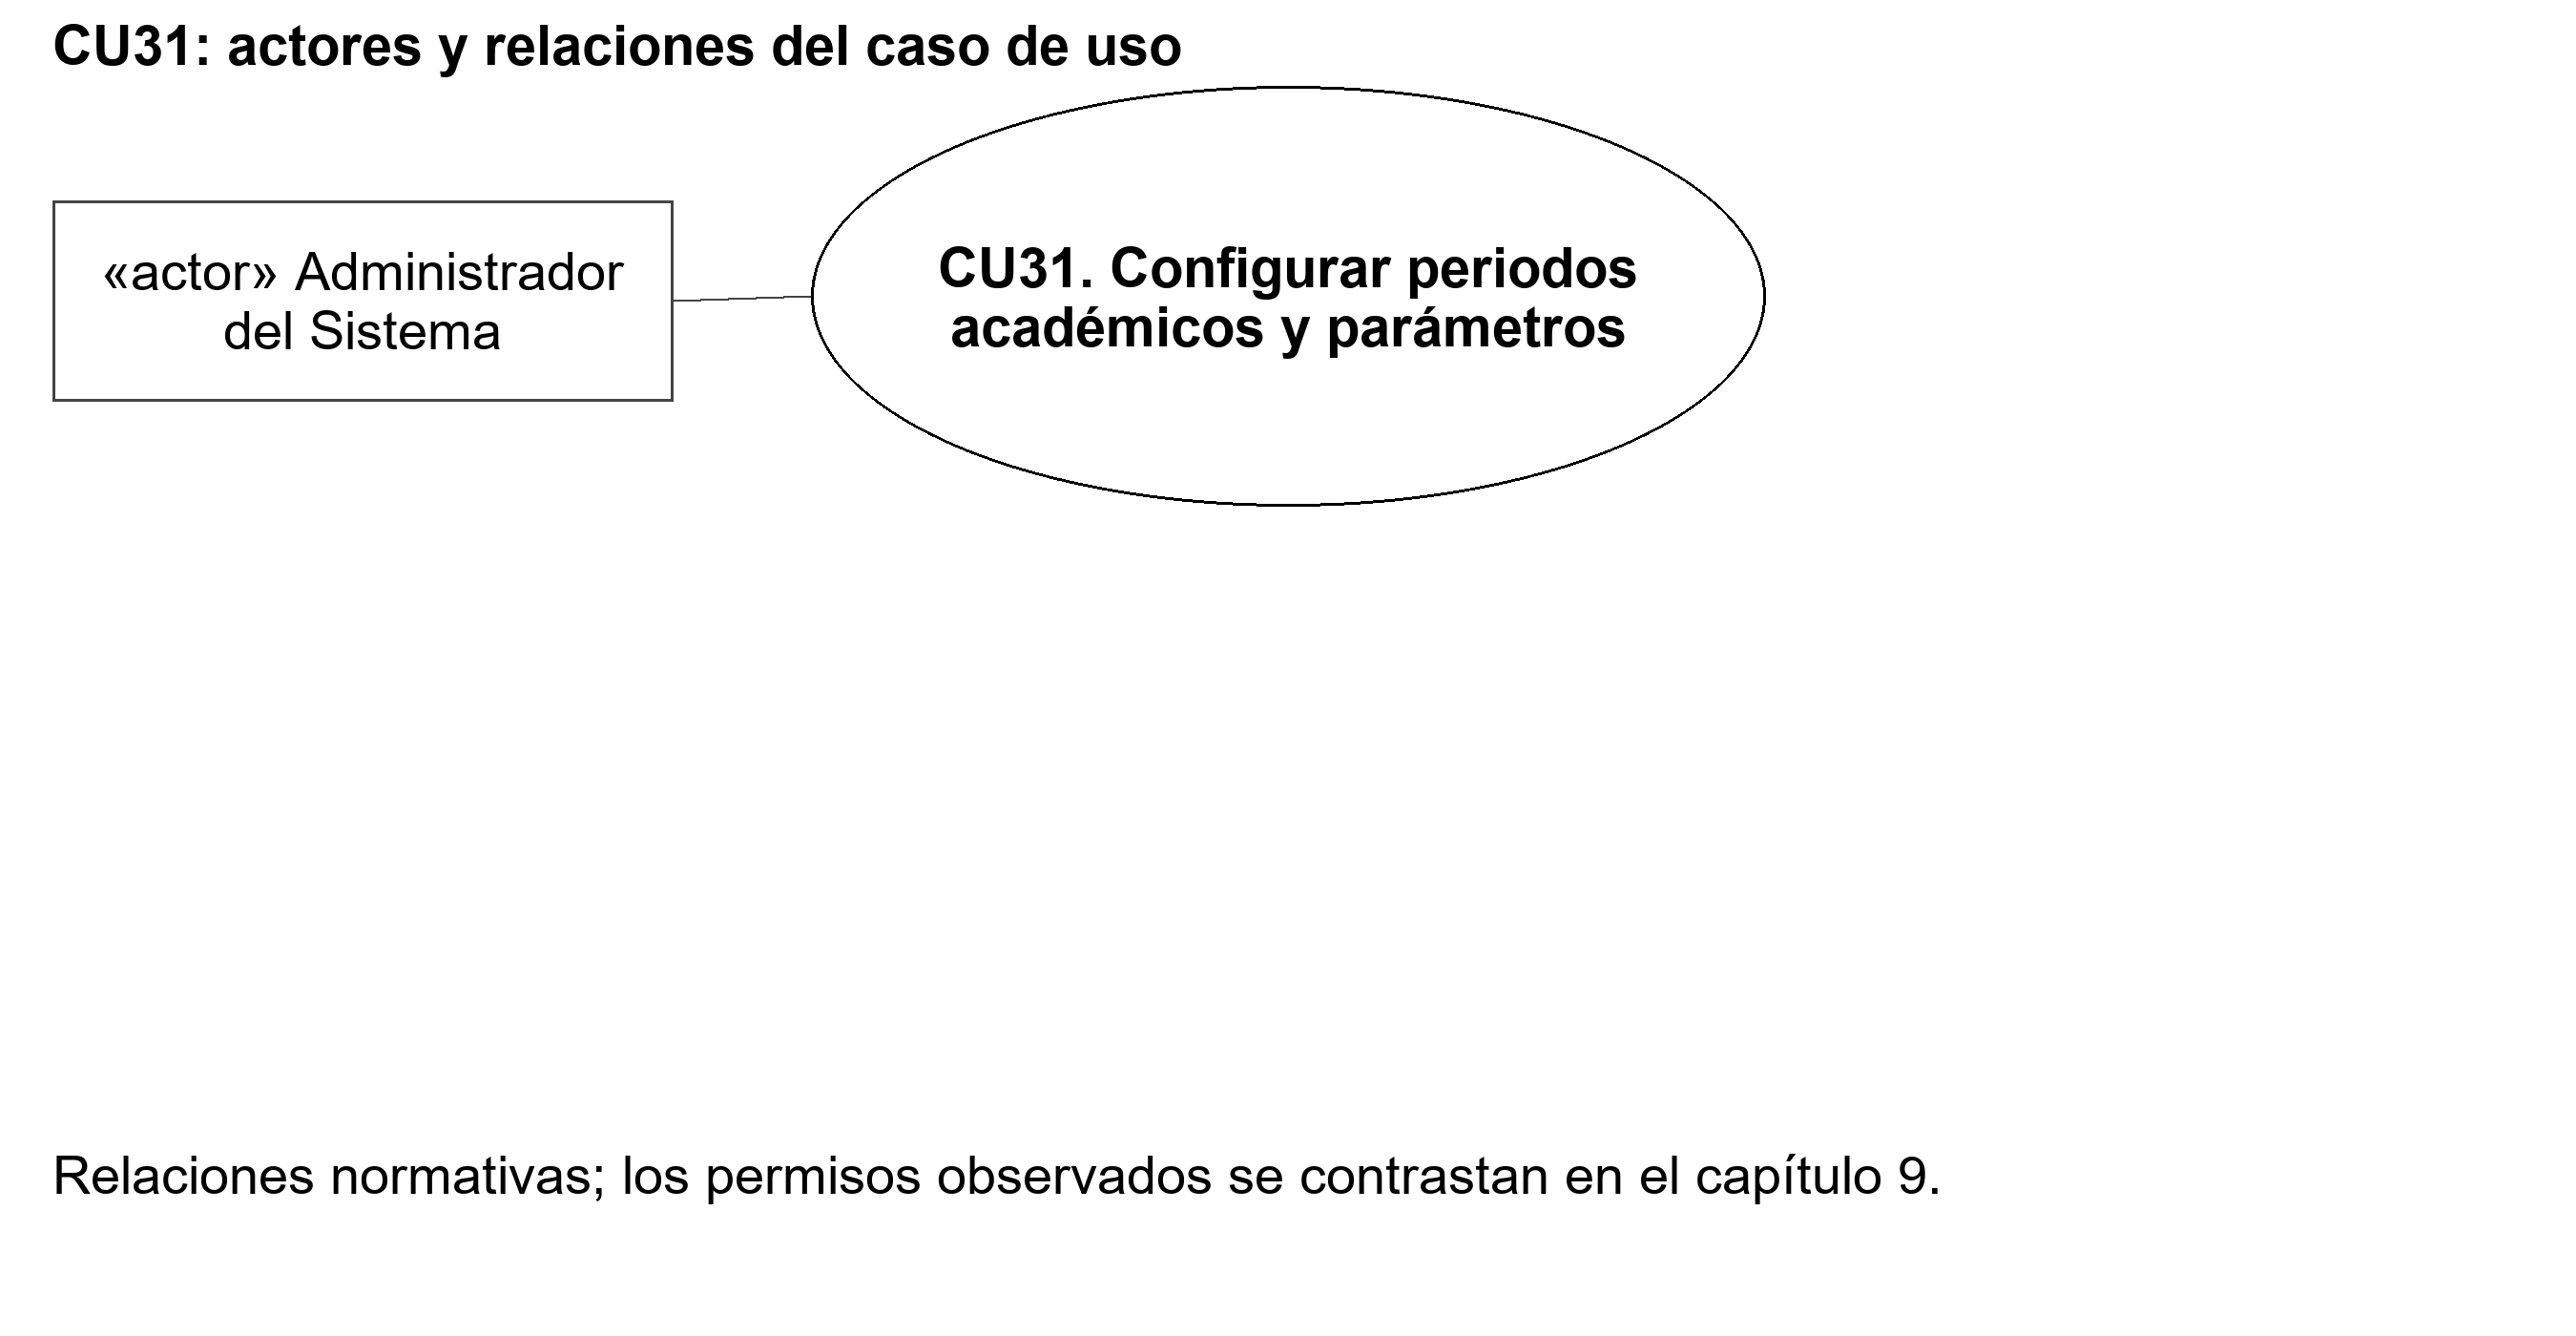 CU31: actores y relaciones del caso de uso
«actor» Administrador
del Sistema
CU31. Configurar periodos
académicos y parámetros
Relaciones normativas; los permisos observados se contrastan en el capítulo 9.